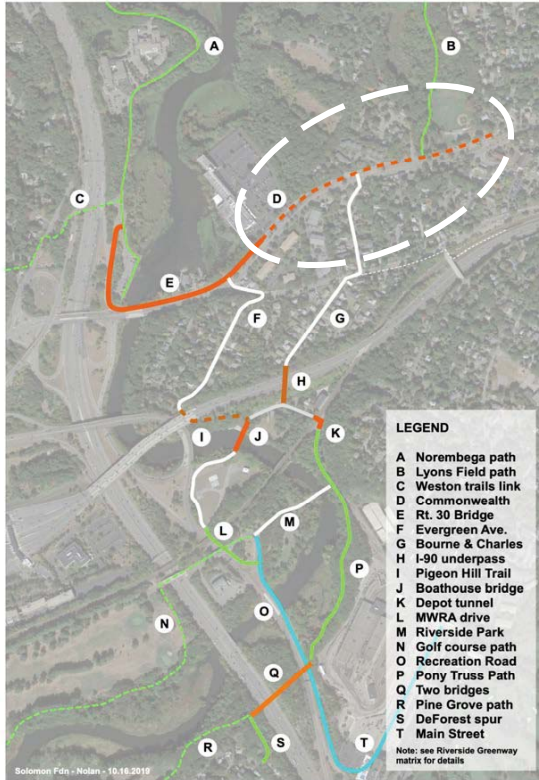 A
B
C
D
E
F
G
H
I
J
K
L
M
N
O
P
Q
R
S
T
LEGEND
A Norembega path
B Lyons Field path
C Weston trails link
D Commonwealth
E Rt. 30 Bridge
F Evergreen Ave.
G Bourne & Charles
H I-90 underpass
I Pigeon Hill Trail
J Boathouse bridge
K Depot tunnel
L MWRA drive
M Riverside Park
N Golf course path
O Recreation Road
P Pony Truss Path
Q Two bridges
R Pine Grove path
S DeForest spur
T Main Street
Note: see Riverside Greenway
matrix for details
Solomon Fdn - Nolan - 10.16.2019